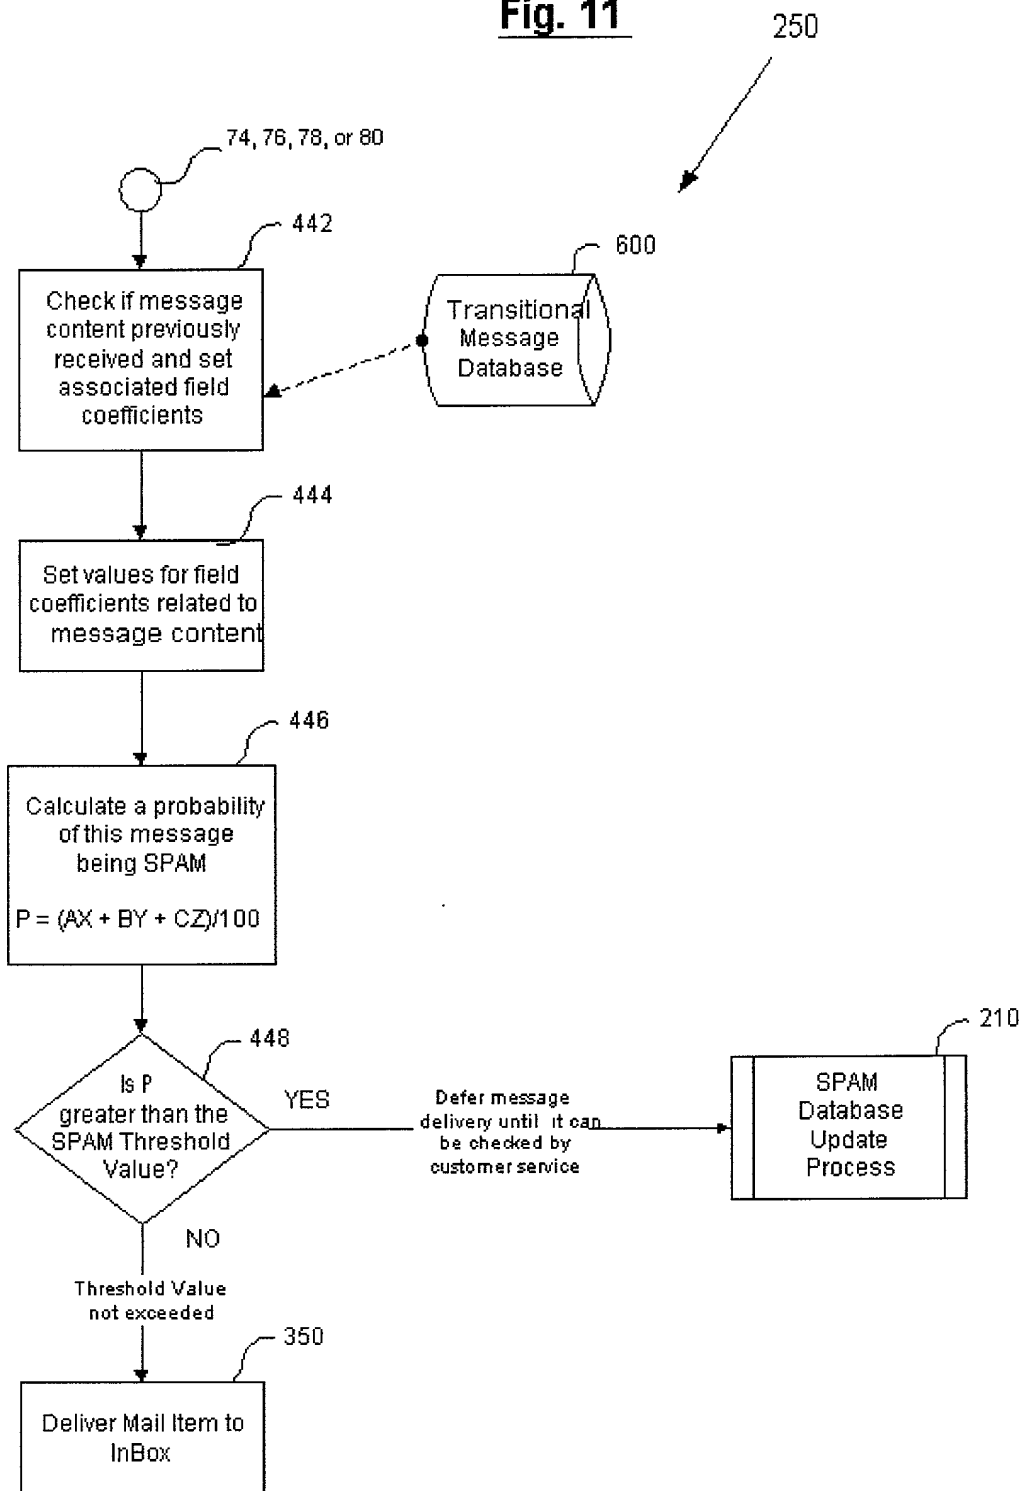 Fig. 11
250
74, 76, 78, or 80
442
Check if message
content previously
received and set
associated field
coefficients
600
Transitional
Message
Database
444
Set values for field
coefficients related to
message content
446
Calculate a probability
of this message
being SPAM
P = (AX + BY + CZ)/100
448
Is P
greater than the
SPAM Threshold
Value?
YES
Defer message
delivery until it can
be checked by
customer service
210
SPAM
Database
Update
Process
NO
Threshold Value
not exceeded
350
Deliver Mail Item to
InBox